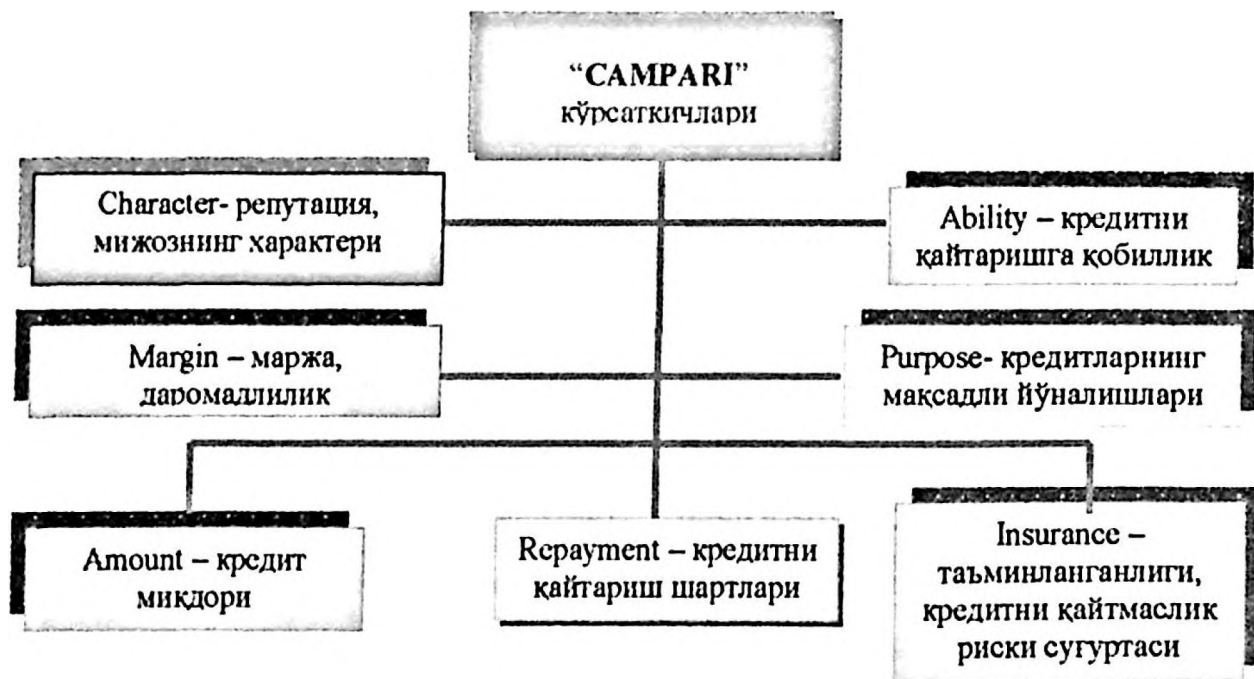 “CAMPARI”
кўрсаткичлари
Character- репутация,
мижознинг характери
Ability – кредитни
қайтаришга қобиллик
Margin – маржа,
даромадлилик
Purpose- кредитларнинг
мақсадли йўналишлари
Amount – кредит
миқдори
Repayment – кредитни
қайтариш шартлари
Insurance –
таъминланганлиги,
кредитни қайтмаслик
риски суғуртаси